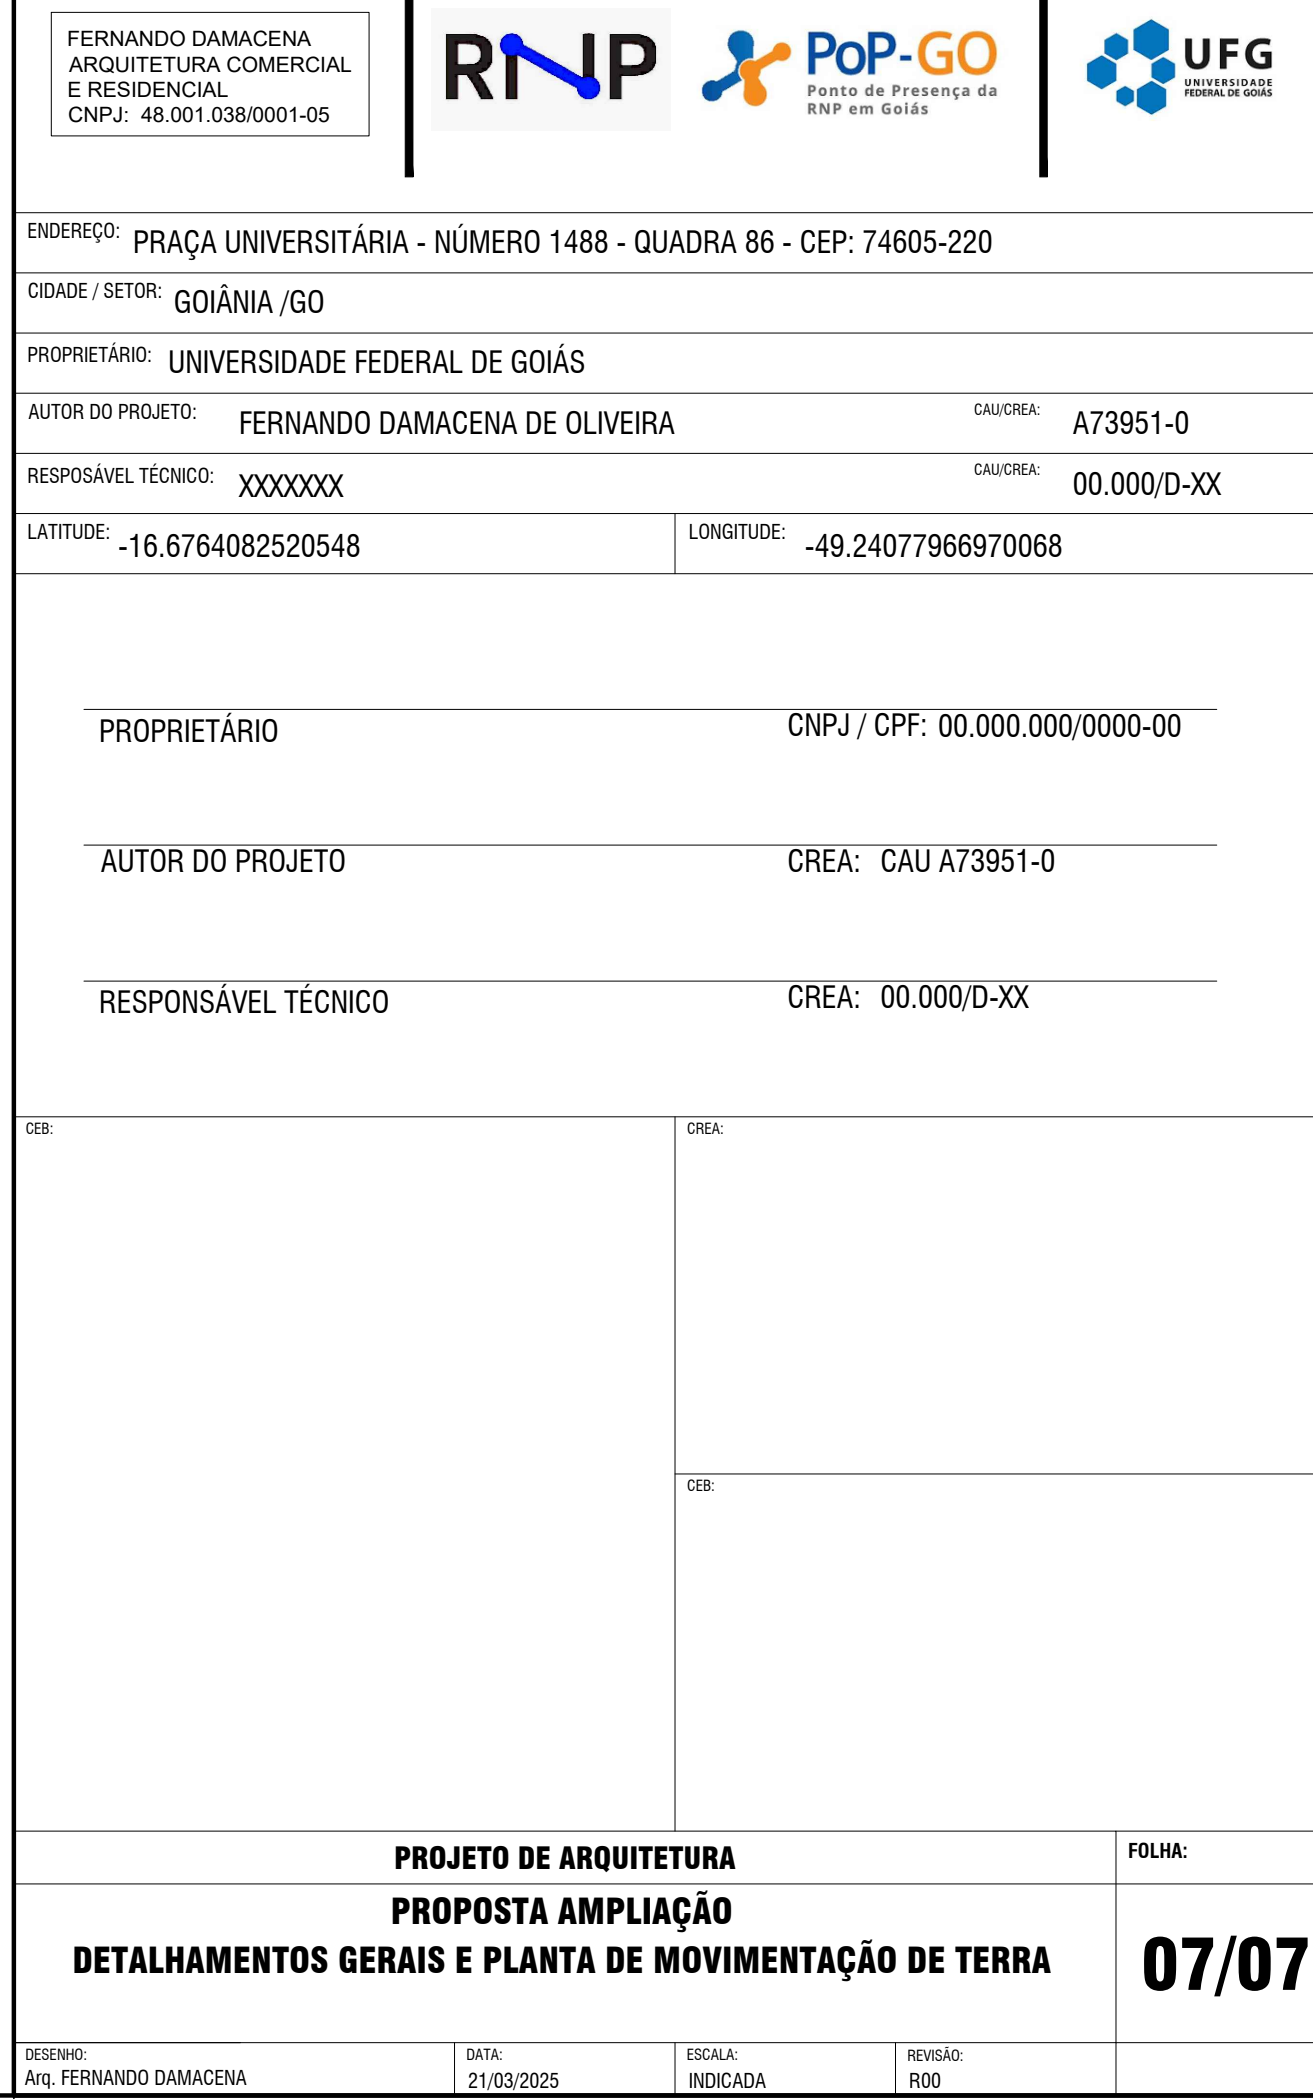 FERNANDO DAMACENA
ARQUITETURA COMERCIAL
E RESIDENCIAL
CNPJ: 48.001.038/0001-05
RNP
PoP-GO
Ponto de Presença da
RNP em Goiás
UFG
UNIVERSIDADE
FEDERAL DE GOIÁS
ENDEREÇO: PRAÇA UNIVERSITÁRIA - NÚMERO 1488 - QUADRA 86 - CEP: 74605-220
CIDADE / SETOR: GOIÂNIA /GO
PROPRIETÁRIO: UNIVERSIDADE FEDERAL DE GOIÁS
AUTOR DO PROJETO: FERNANDO DAMACENA DE OLIVEIRA CAU/CREA: A73951-0
RESPOSÁVEL TÉCNICO: XXXXXXX CAU/CREA: 00.000/D-XX
LATITUDE: -16.6764082520548 LONGITUDE: -49.24077966970068
PROPRIETÁRIO CNPJ / CPF: 00.000.000/0000-00
AUTOR DO PROJETO CREA: CAU A73951-0
RESPONSÁVEL TÉCNICO CREA: 00.000/D-XX
CEB: CREA:
CEB:
PROJETO DE ARQUITETURA FOLHA:
PROPOSTA AMPLIAÇÃO
DETALHAMENTOS GERAIS E PLANTA DE MOVIMENTAÇÃO DE TERRA 07/07
DESENHO: DATA: ESCALA: REVISÃO:
Arq. FERNANDO DAMACENA 21/03/2025 INDICADA R00